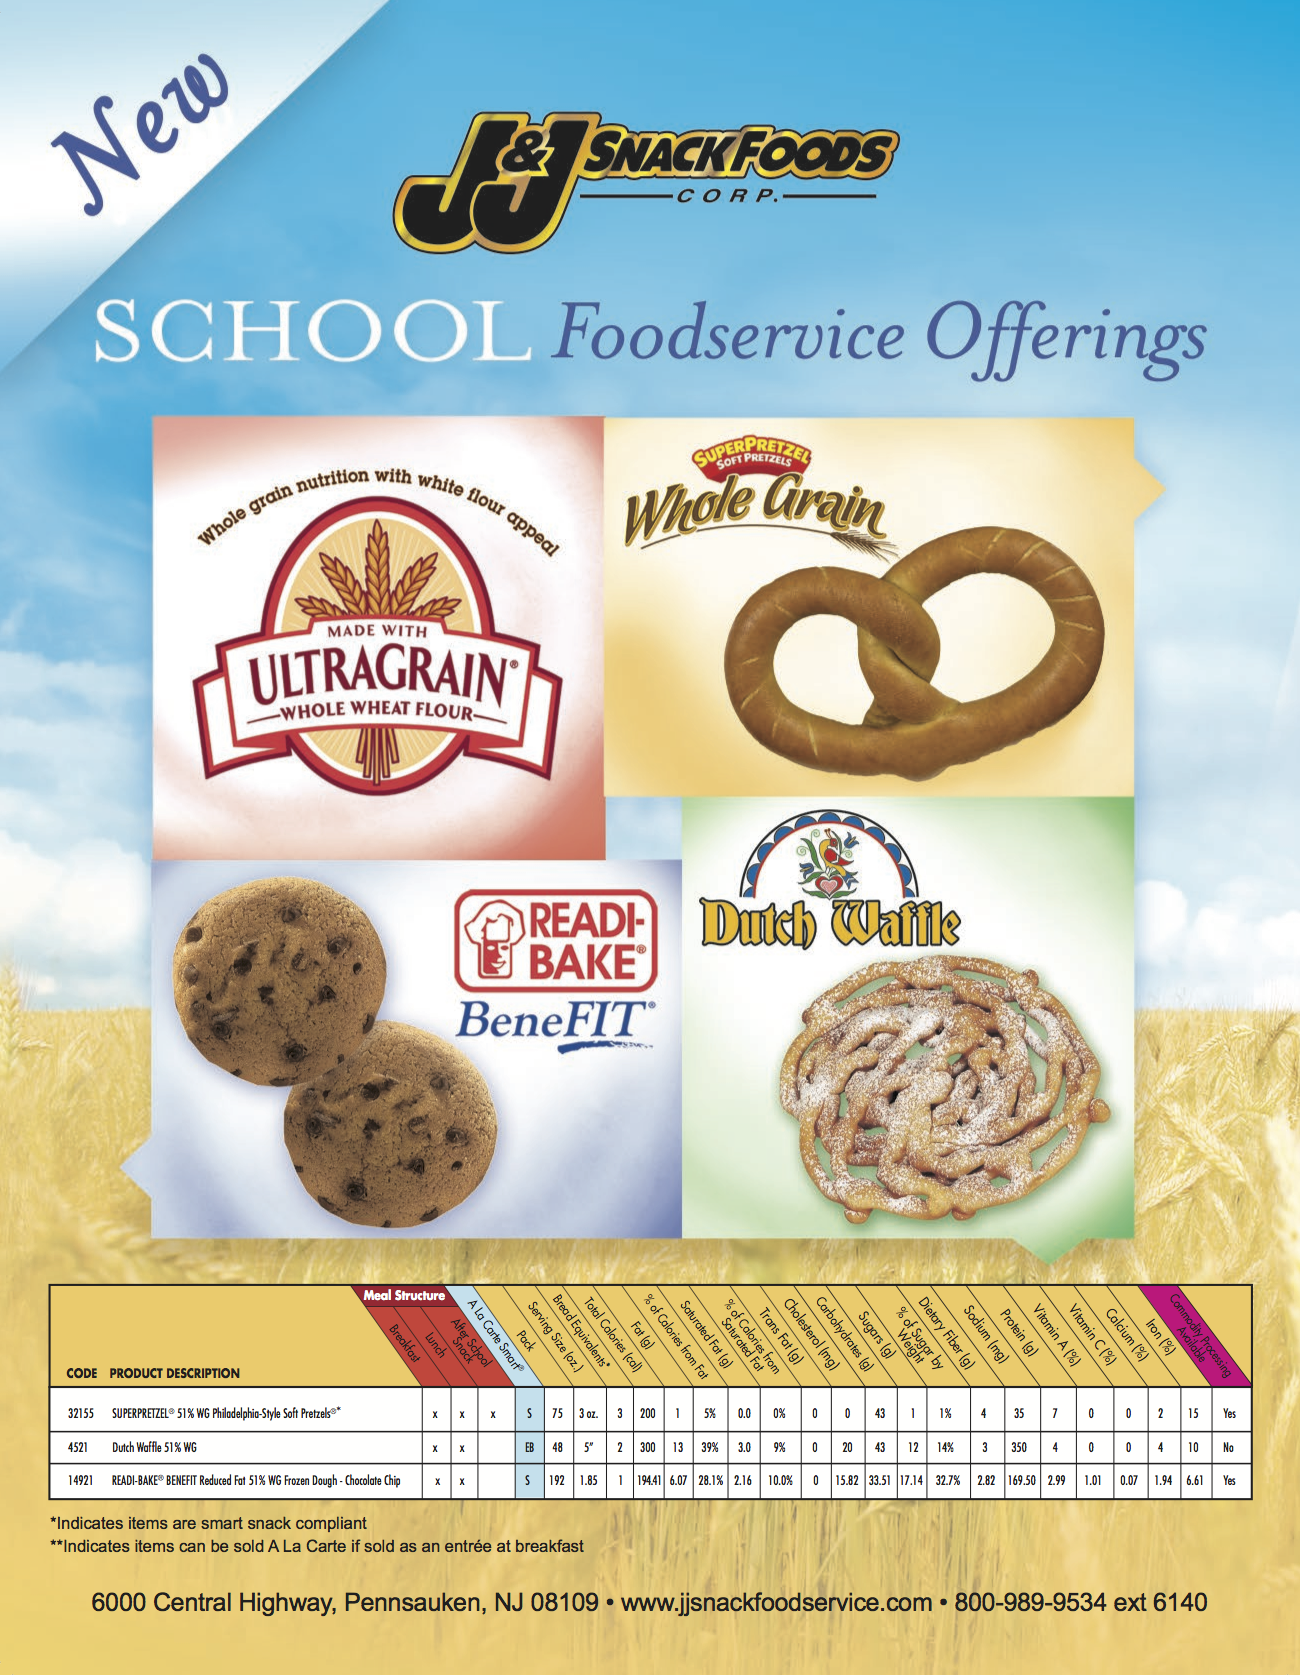 New
J&J SNACK FOODS
CORP.
SCHOOL Foodservice Offerings
Whole grain nutrition with white flour appeal
MADE WITH
ULTRAGRAIN®
WHOLE WHEAT FLOUR
SUPERPRETZEL
SOFT PRETZELS
Whole Grain
READI-
BAKE®
BeneFIT®
Dutch Waffle
CODE PRODUCT DESCRIPTION
Meal Structure
Breakfast
Lunch
After School
Snack
A La Carte Smart®
Pack
Serving Size (oz.)
Bread Equivalents*
Total Calories (cal)
Fat (g)
% of Calories from Fat
Saturated Fat (g)
% of Calories from
Saturated Fat
Trans Fat (g)
Cholesterol (mg)
Carbohydrates (g)
Sugars (g)
% of Sugar by
Weight
Dietary Fiber (g)
Sodium (mg)
Protein (g)
Vitamin A (%)
Vitamin C (%)
Calcium (%)
Iron (%)
Commodity Processing
Available
32155 SUPERPRETZEL® 51% WG Philadelphia-Style Soft Pretzels®* x x x S 75 3 oz. 3 200 1 5% 0.0 0% 0 0 43 1 1% 4 35 7 0 0 2 15 Yes
4521 Dutch Waffle 51% WG x x EB 48 5" 2 300 13 39% 3.0 9% 0 20 43 12 14% 3 350 4 0 0 4 10 No
14921 READI-BAKE® BENEFIT Reduced Fat 51% WG Frozen Dough - Chocolate Chip x x S 192 1.85 1 194.41 6.07 28.1% 2.16 10.0% 0 15.82 33.51 17.14 32.7% 2.82 169.50 2.99 1.01 0.07 1.94 6.61 Yes
*Indicates items are smart snack compliant
**Indicates items can be sold A La Carte if sold as an entrée at breakfast
6000 Central Highway, Pennsauken, NJ 08109 • www.jjsnackfoodservice.com • 800-989-9534 ext 6140